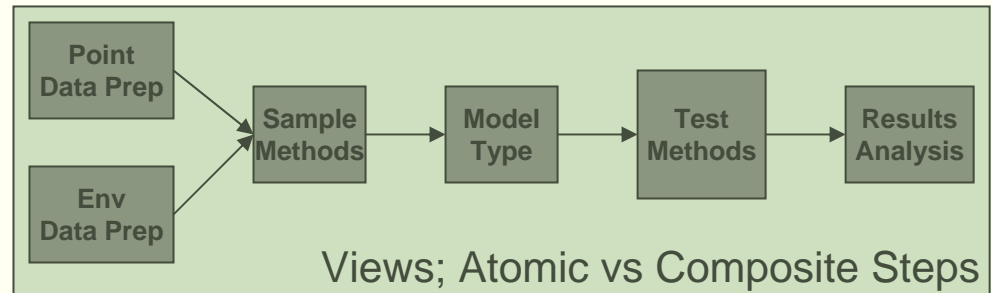 Point
Data Prep
Env
Data Prep
Sample
Methods
Model
Type
Test
Methods
Results
Analysis
Views; Atomic vs Composite Steps